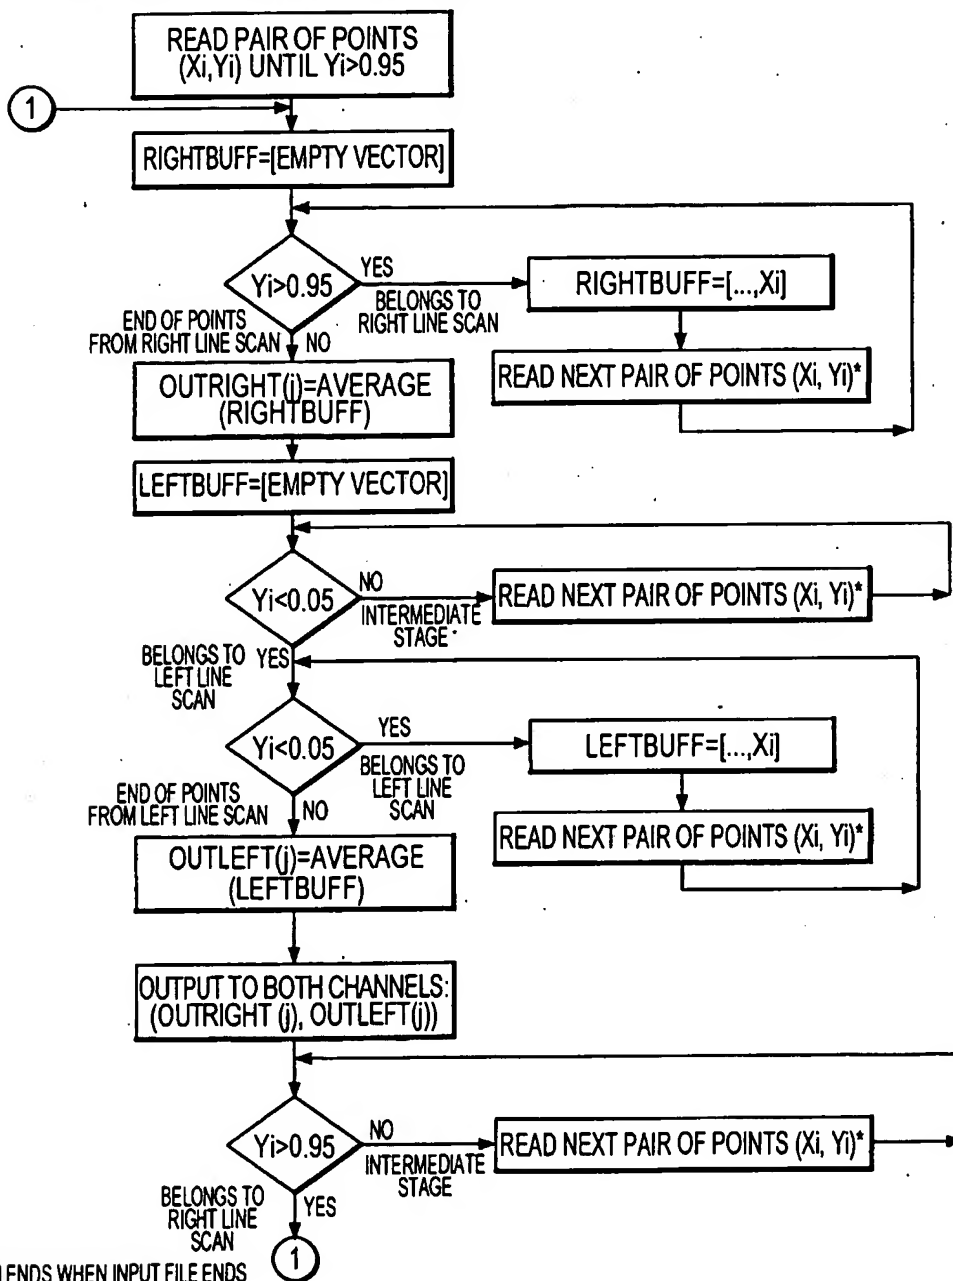 READ PAIR OF POINTS
(Xi,Yi) UNTIL Yi>0.95
1
RIGHTBUFF=[EMPTY VECTOR]
Yi>0.95
YES
BELONGS TO
RIGHT LINE SCAN
RIGHTBUFF=[...,Xi]
READ NEXT PAIR OF POINTS (Xi, Yi)*
END OF POINTS
FROM RIGHT LINE SCAN
NO
OUTRIGHT(j)=AVERAGE
(RIGHTBUFF)
LEFTBUFF=[EMPTY VECTOR]
Yi<0.05
NO
INTERMEDIATE
STAGE
READ NEXT PAIR OF POINTS (Xi, Yi)*
BELONGS TO
LEFT LINE
SCAN
YES
Yi<0.05
YES
BELONGS TO
LEFT LINE
SCAN
LEFTBUFF=[...,Xi]
READ NEXT PAIR OF POINTS (Xi, Yi)*
END OF POINTS
FROM LEFT LINE SCAN
NO
OUTLEFT(j)=AVERAGE
(LEFTBUFF)
OUTPUT TO BOTH CHANNELS:
(OUTRIGHT (j), OUTLEFT(j))
Yi>0.95
NO
INTERMEDIATE
STAGE
READ NEXT PAIR OF POINTS (Xi, Yi)*
BELONGS TO
RIGHT LINE
SCAN
YES
1
ENDS WHEN INPUT FILE ENDS